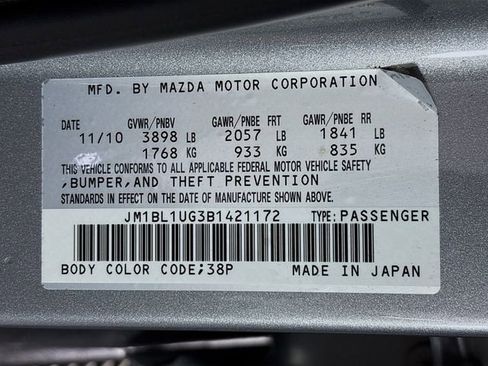 MFD. BY MAZDA MOTOR CORPORATION
DATE GVWR/PNBV GAWR/PNBE FRT GAWR/PNBE RR
11/10 3898 LB 2057 LB 1841 LB
1768 KG 933 KG 835 KG
THIS VEHICLE CONFORMS TO ALL APPLICABLE FEDERAL MOTOR VEHICLE SAFETY
,BUMPER,AND THEFT PREVENTION
STANDARDS IN EFFECT ON THE DATE OF MANUFACTURE SHOWN ABOVE.
JM1BL1UG3B1421172 TYPE:PASSENGER
BODY COLOR CODE;38P MADE IN JAPAN